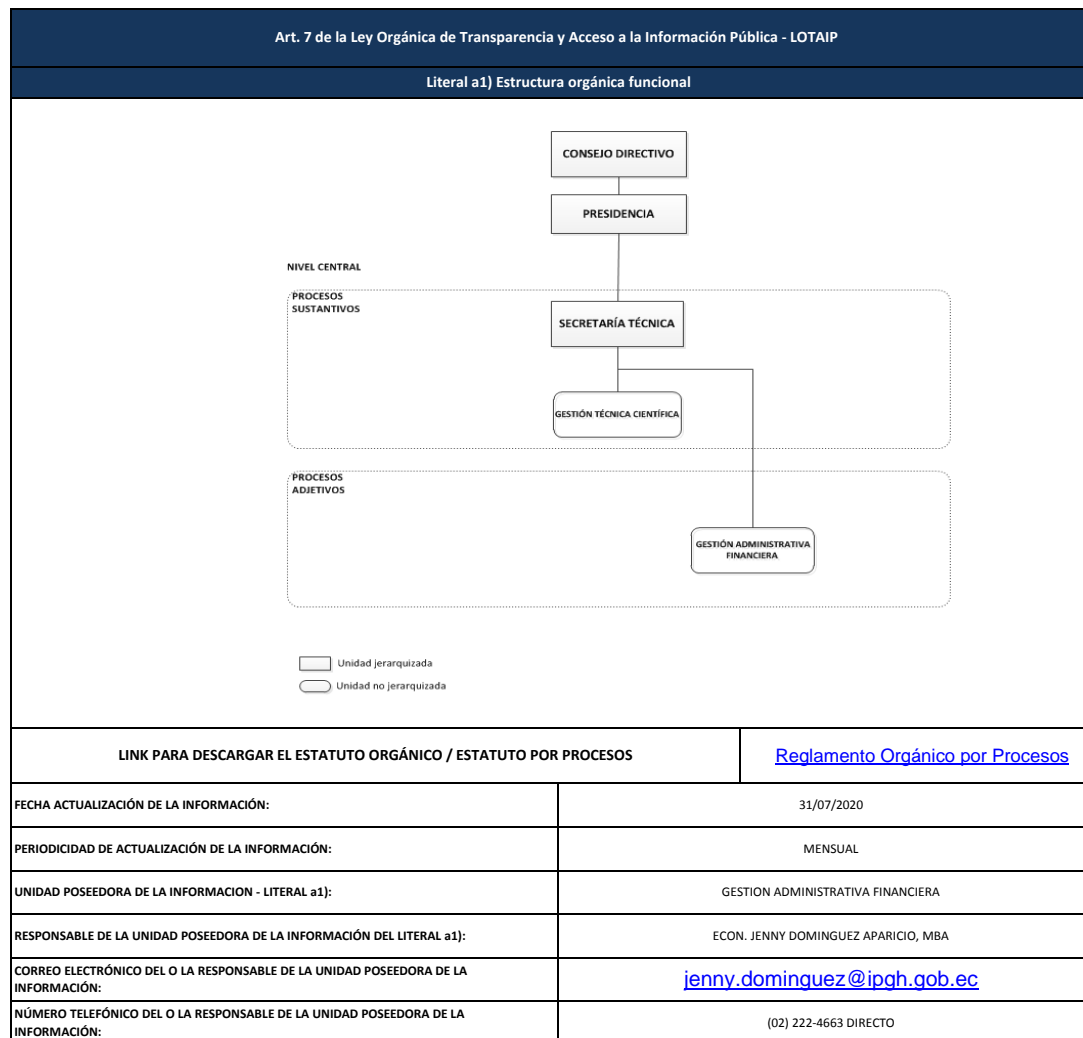 Art. 7 de la Ley Orgánica de Transparencia y Acceso a la Información Pública - LOTAIP
Literal a1) Estructura orgánica funcional
CONSEJO DIRECTIVO
PRESIDENCIA
NIVEL CENTRAL
PROCESOS
SUSTANTIVOS
SECRETARÍA TÉCNICA
GESTIÓN TÉCNICA CIENTÍFICA
PROCESOS
ADJETIVOS
GESTIÓN ADMINISTRATIVA
FINANCIERA
Unidad jerarquizada
Unidad no jerarquizada
LINK PARA DESCARGAR EL ESTATUTO ORGÁNICO / ESTATUTO POR PROCESOS
Reglamento Orgánico por Procesos
FECHA ACTUALIZACIÓN DE LA INFORMACIÓN:
31/07/2020
PERIODICIDAD DE ACTUALIZACIÓN DE LA INFORMACIÓN:
MENSUAL
UNIDAD POSEEDORA DE LA INFORMACION - LITERAL a1):
GESTION ADMINISTRATIVA FINANCIERA
RESPONSABLE DE LA UNIDAD POSEEDORA DE LA INFORMACIÓN DEL LITERAL a1):
ECON. JENNY DOMINGUEZ APARICIO, MBA
CORREO ELECTRÓNICO DEL O LA RESPONSABLE DE LA UNIDAD POSEEDORA DE LA
INFORMACIÓN:
jenny.dominguez@ipgh.gob.ec
NÚMERO TELEFÓNICO DEL O LA RESPONSABLE DE LA UNIDAD POSEEDORA DE LA
INFORMACIÓN:
(02) 222-4663 DIRECTO